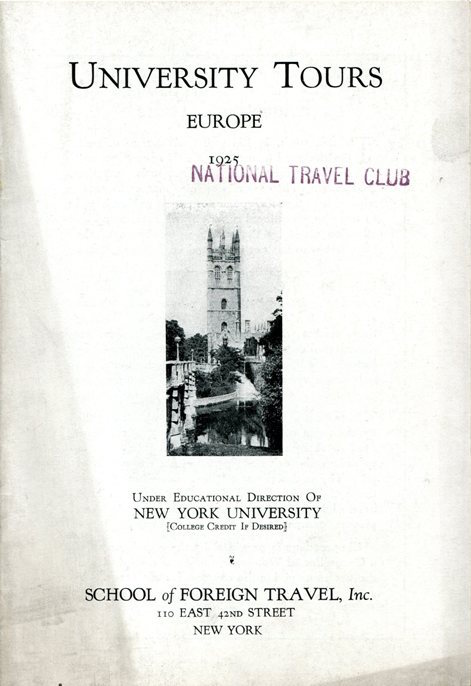 UNIVERSITY TOURS
EUROPE
1925
NATIONAL TRAVEL CLUB
UNDER EDUCATIONAL DIRECTION OF
NEW YORK UNIVERSITY
[COLLEGE CREDIT IF DESIRED]
SCHOOL of FOREIGN TRAVEL, Inc.
110 EAST 42ND STREET
NEW YORK